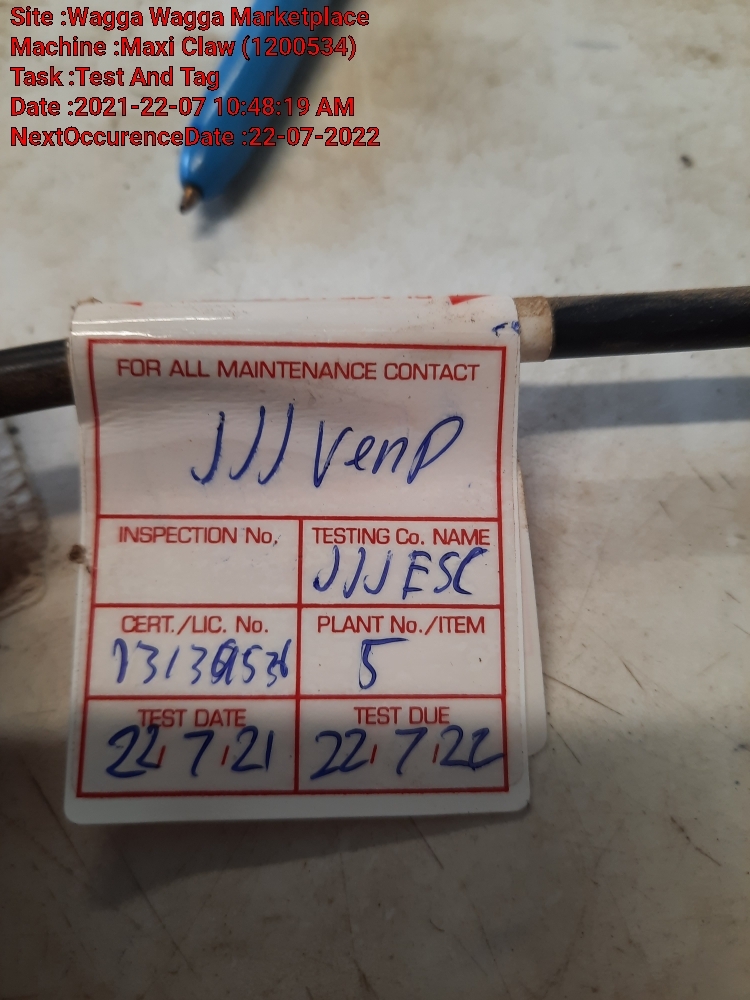 Site :Wagga Wagga Marketplace
Machine :Maxi Claw (1200534)
Task :Test And Tag
Date :2021-22-07 10:48:19 AM
NextOccurenceDate :22-07-2022
FOR ALL MAINTENANCE CONTACT
JJJ Vend
INSPECTION No.
TESTING Co. NAME
JJJ ESC
CERT./LIC. No.
PLANT No./ITEM
5
TEST DATE
TEST DUE
22/7/21
22/7/22